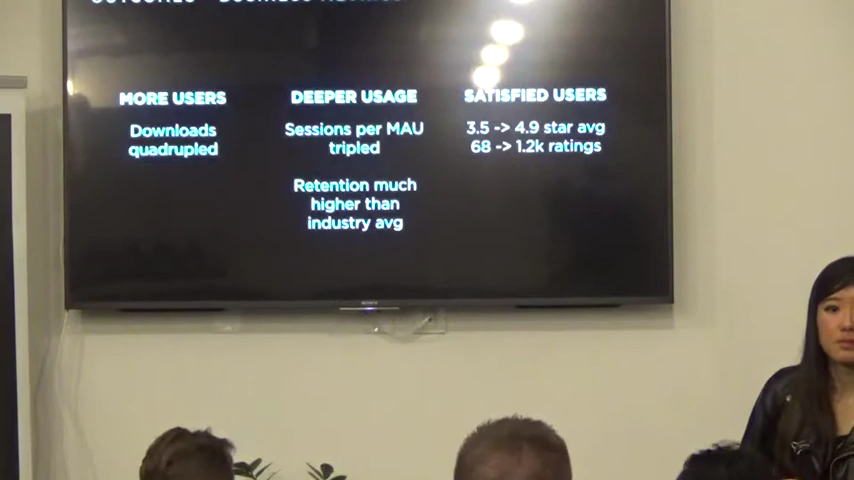 MORE USERS
Downloads
quadrupled
DEEPER USAGE
Sessions per MAU
tripled
Retention much
higher than
industry avg
SATISFIED USERS
3.5 -> 4.9 star avg
68 -> 1.2k ratings
SONY